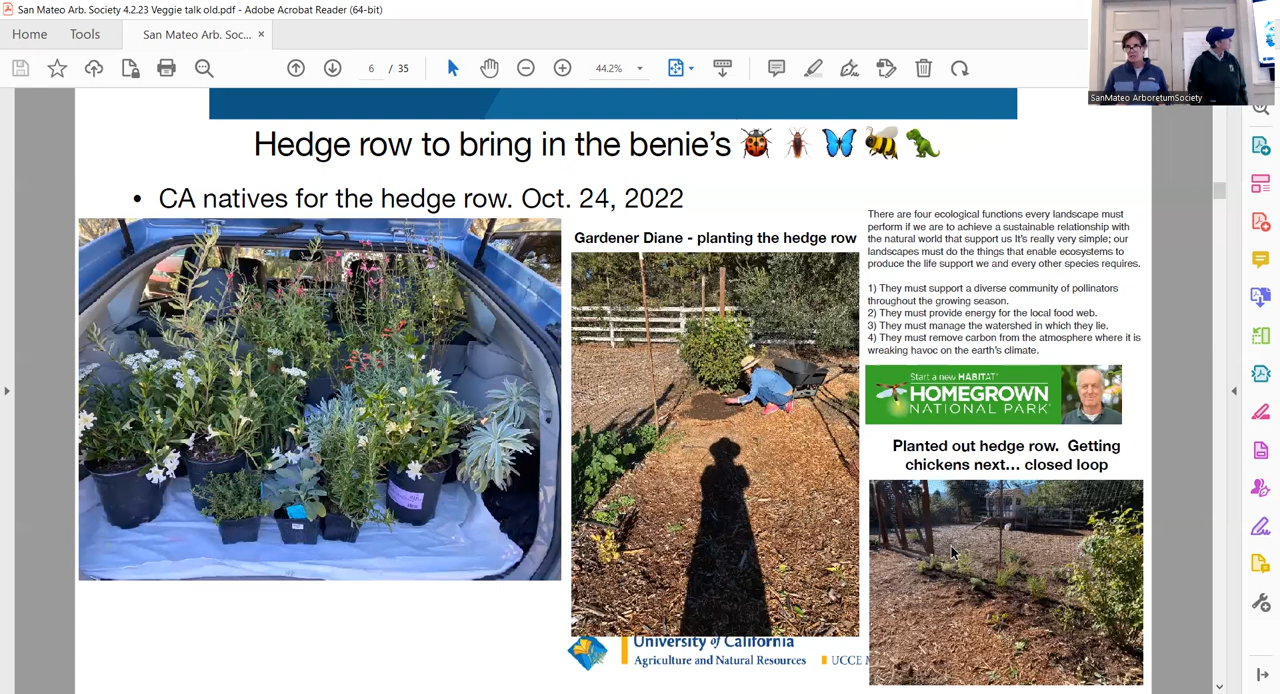 San Mateo Arb. Society 4.2.23 Veggie talk old.pdf - Adobe Acrobat Reader (64-bit)
Home
Tools
San Mateo Arb. Soc...
6 / 35
44.2%
SanMateo ArboretumSociety
Hedge row to bring in the benie’s
• CA natives for the hedge row. Oct. 24, 2022
Gardener Diane - planting the hedge row
There are four ecological functions every landscape must
perform if we are to achieve a sustainable relationship with
the natural world that support us It's really very simple; our
landscapes must do the things that enable ecosystems to
produce the life support we and every other species requires.
1) They must support a diverse community of pollinators
throughout the growing season.
2) They must provide energy for the local food web.
3) They must manage the watershed in which they lie.
4) They must remove carbon from the atmosphere where it is
wreaking havoc on the earth's climate.
Start a new HABITAT
HOMEGROWN
NATIONAL PARK
Planted out hedge row. Getting
chickens next... closed loop
University of California
Agriculture and Natural Resources
UCCE